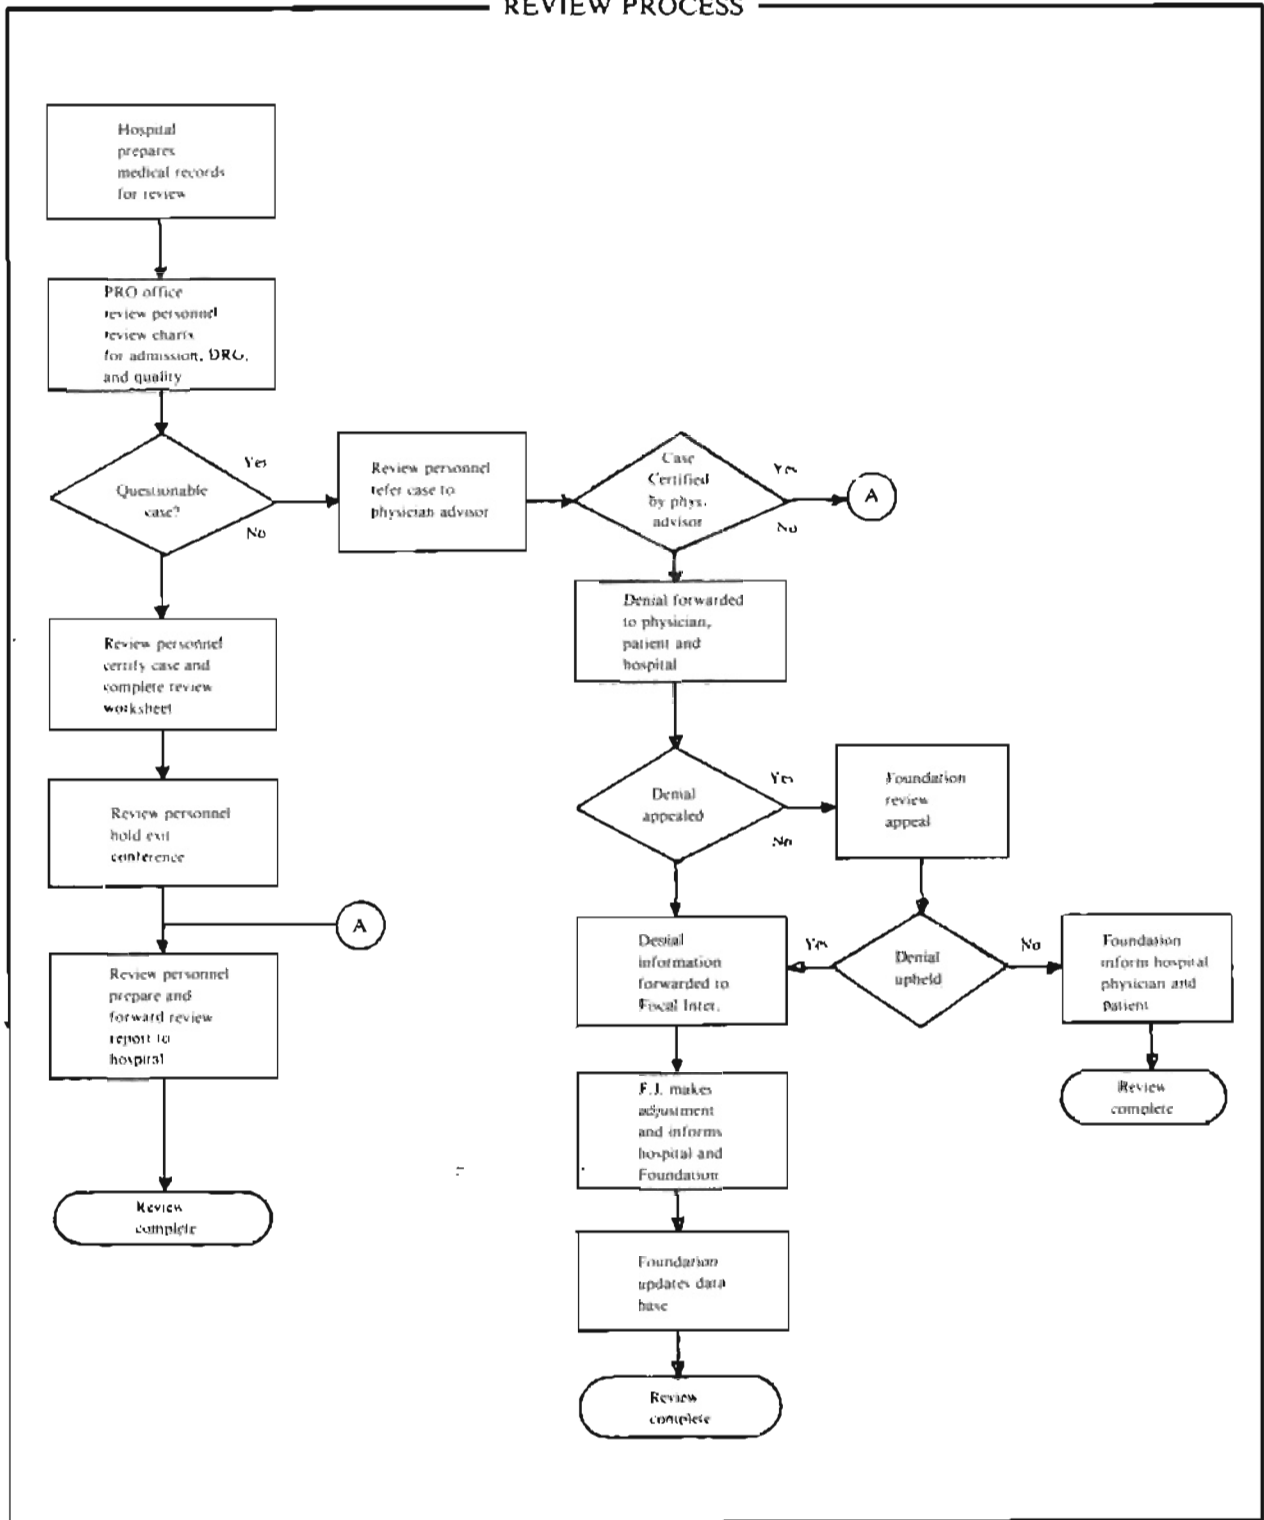 REVIEW PROCESS
Hospital
prepares
medical records
for review
PRO office
review personnel
review charts
for admission, DRG,
and quality
Questionable
case?
Yes
No
Review personnel
refer case to
physician advisor
Case
Certified
by phys.
advisor
Yes
No
A
Review personnel
certify case and
complete review
worksheet
Denial forwarded
to physician,
patient and
hospital
Review personnel
hold exit
conference
Denial
appealed
Yes
No
Foundation
review
appeal
A
Review personnel
prepare and
forward review
report to
hospital
Denial
information
forwarded to
Fiscal Inter.
Yes
Denial
upheld
No
Foundation
inform hospital
physician and
patient
Review
complete
F.I. makes
adjustment
and informs
hospital and
Foundation
Review
complete
Foundation
updates data
base
Review
complete